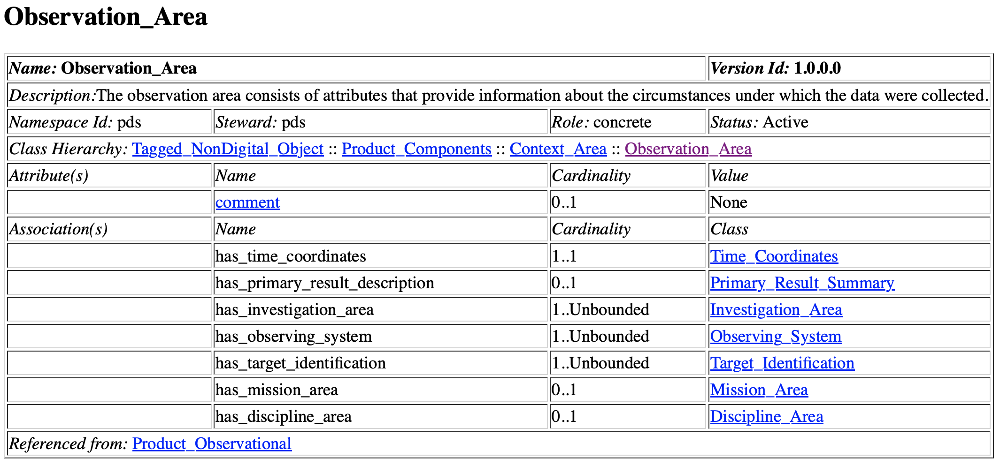 Observation_Area
Name: Observation_Area Version Id: 1.0.0.0
Description:The observation area consists of attributes that provide information about the circumstances under which the data were collected.
Namespace Id: pds Steward: pds Role: concrete Status: Active
Class Hierarchy: Tagged_NonDigital_Object :: Product_Components :: Context_Area :: Observation_Area
Attribute(s) Name Cardinality Value
comment 0..1 None
Association(s) Name Cardinality Class
has_time_coordinates 1..1 Time_Coordinates
has_primary_result_description 0..1 Primary_Result_Summary
has_investigation_area 1..Unbounded Investigation_Area
has_observing_system 1..Unbounded Observing_System
has_target_identification 1..Unbounded Target_Identification
has_mission_area 0..1 Mission_Area
has_discipline_area 0..1 Discipline_Area
Referenced from: Product_Observational